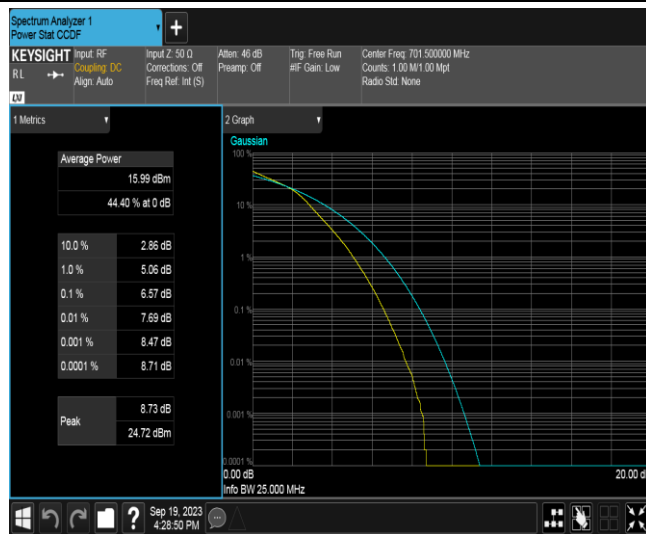 Spectrum Analyzer 1
Power Stat CCDF
+
KEYSIGHT
RL
Input: RF
Coupling: DC
Align: Auto
Input Z: 50 Ω
Corrections: Off
Freq Ref: Int (S)
Atten: 46 dB
Preamp: Off
Trig: Free Run
#IF Gain: Low
Center Freq: 701.500000 MHz
Counts: 1.00 M/1.00 Mpt
Radio Std: None
1 Metrics
Average Power
15.99 dBm
44.40 % at 0 dB
10.0 % 2.86 dB
1.0 % 5.06 dB
0.1 % 6.57 dB
0.01 % 7.69 dB
0.001 % 8.47 dB
0.0001 % 8.71 dB
Peak
8.73 dB
24.72 dBm
2 Graph
Gaussian
100 %
10 %
1 %
0.1 %
0.01 %
0.001 %
0.0001 %
0.00 dB
20.00 d
Info BW 25.000 MHz
?
Sep 19, 2023
4:28:50 PM